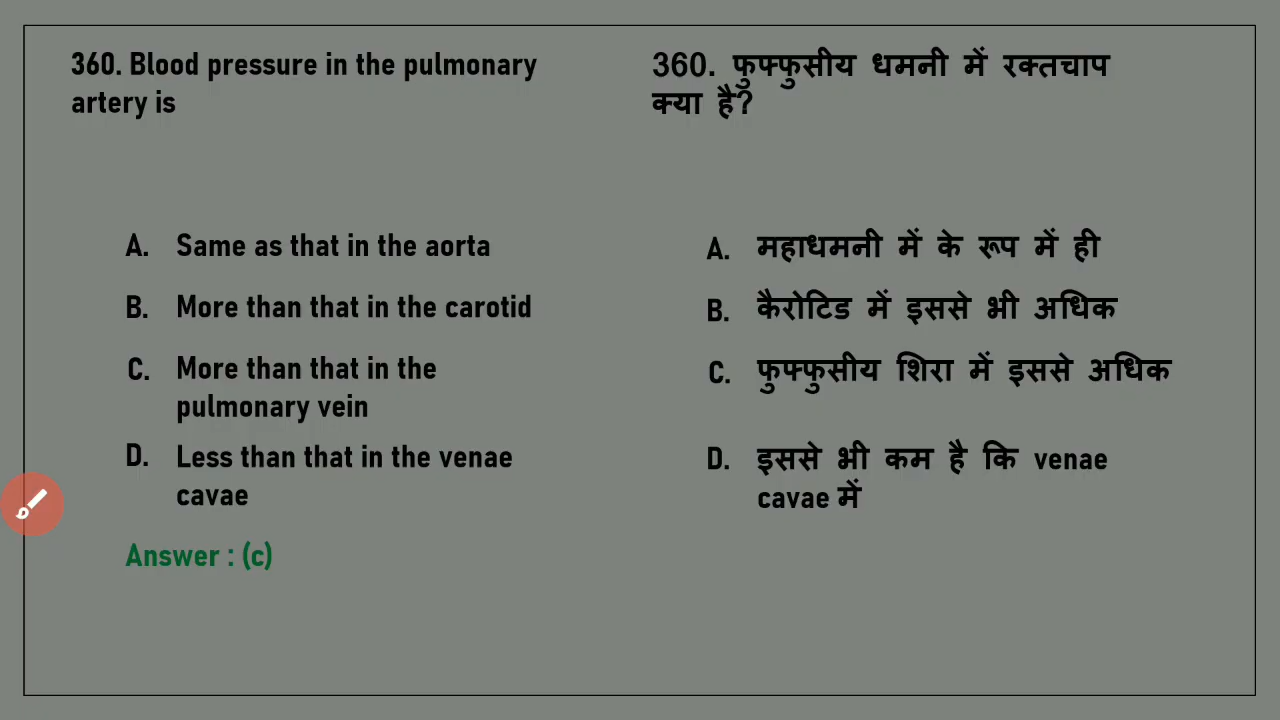 360. Blood pressure in the pulmonary
artery is
A. Same as that in the aorta
B. More than that in the carotid
C. More than that in the
pulmonary vein
D. Less than that in the venae
cavae
Answer : (c)
360. फुफ्फुसीय धमनी में रक्तचाप
क्या है?
A. महाधमनी में के रूप में ही
B. कैरोटिड में इससे भी अधिक
C. फुफ्फुसीय शिरा में इससे अधिक
D. इससे भी कम है कि venae
cavae में